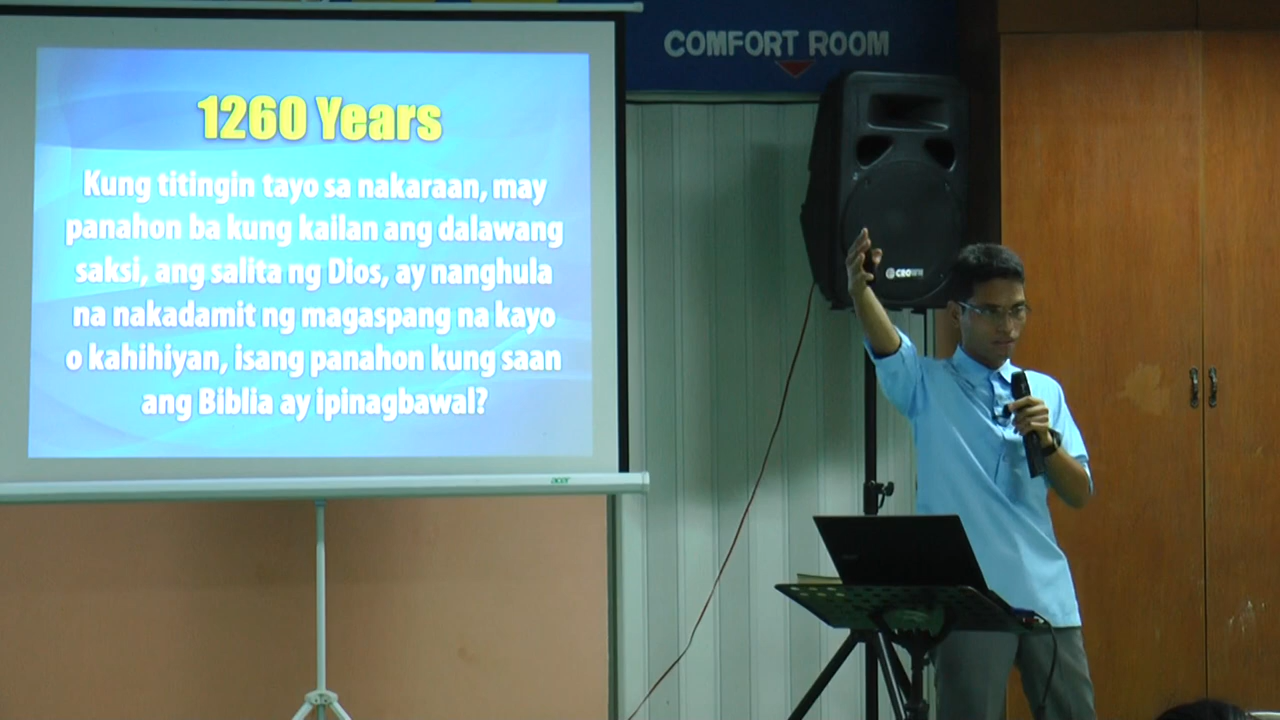 1260 Years
Kung titingin tayo sa nakaraan, may
panahon ba kung kailan ang dalawang
saksi, ang salita ng Dios, ay nanghula
na nakadamit ng magaspang na kayo
o kahihiyan, isang panahon kung saan
ang Biblia ay ipinagbawal?
acer
COMFORT ROOM
CROWN